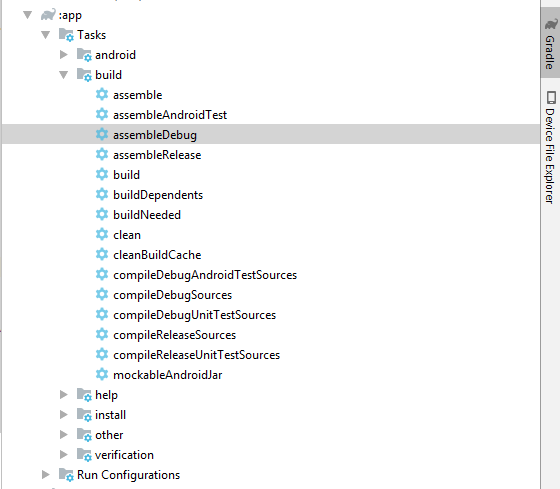 :app
Tasks
android
build
assemble
assembleAndroidTest
assembleDebug
assembleRelease
build
buildDependents
buildNeeded
clean
cleanBuildCache
compileDebugAndroidTestSources
compileDebugSources
compileDebugUnitTestSources
compileReleaseSources
compileReleaseUnitTestSources
mockableAndroidJar
help
install
other
verification
Run Configurations
Gradle
Device File Explorer